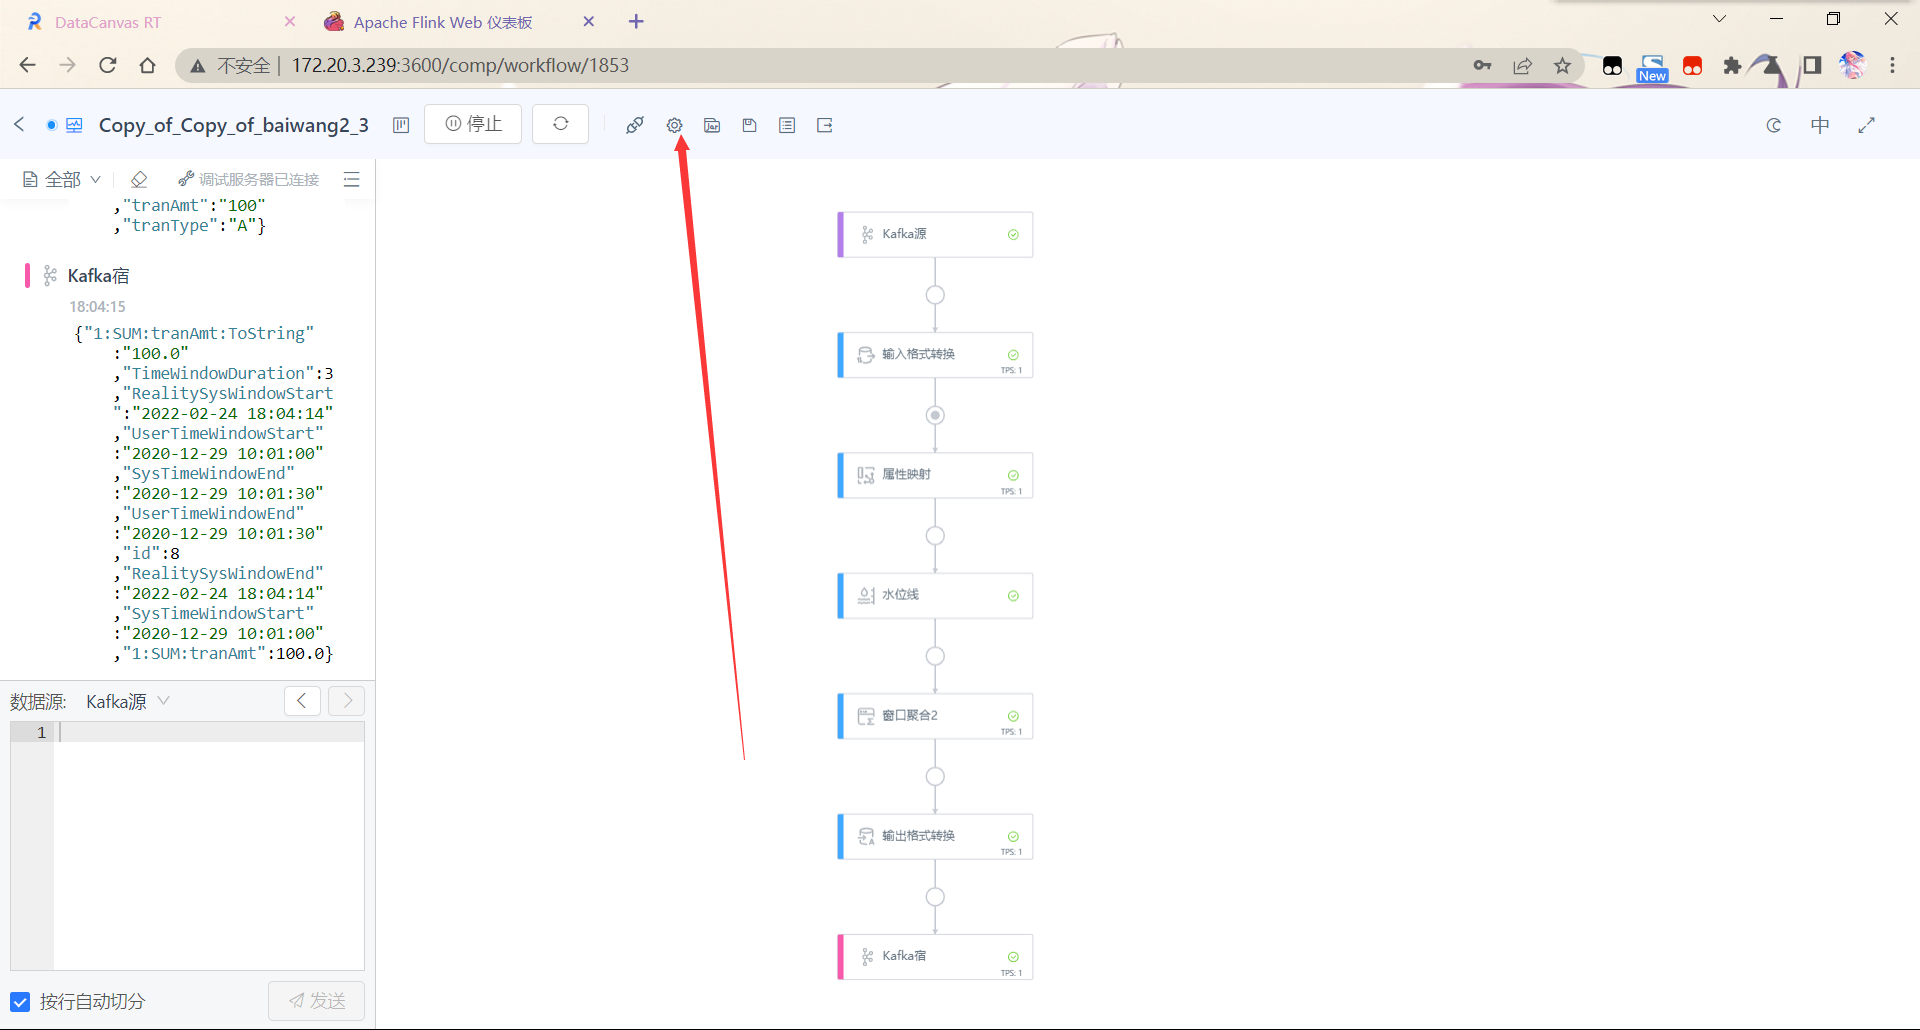 DataCanvas RT
Apache Flink Web 仪表板
不安全
172.20.3.239:3600/comp/workflow/1853
New
Copy_of_Copy_of_baiwang2_3
停止
Jar
中
全部
调试服务器已连接
,"tranAmt":"100"
,"tranType":"A"}
Kafka宿
18:04:15
{"1:SUM:tranAmt:ToString"
:"100.0"
,"TimeWindowDuration":3
,"RealitySysWindowStart
":"2022-02-24 18:04:14"
,"UserTimeWindowStart"
:"2020-12-29 10:01:00"
,"SysTimeWindowEnd"
:"2020-12-29 10:01:30"
,"UserTimeWindowEnd"
:"2020-12-29 10:01:30"
,"id":8
,"RealitySysWindowEnd"
:"2022-02-24 18:04:14"
,"SysTimeWindowStart"
:"2020-12-29 10:01:00"
,"1:SUM:tranAmt":100.0}
数据源:
Kafka源
1
按行自动切分
发送
Kafka源
输入格式转换
TPS: 1
属性映射
TPS: 1
水位线
窗口聚合2
TPS: 1
输出格式转换
TPS: 1
Kafka宿
TPS: 1